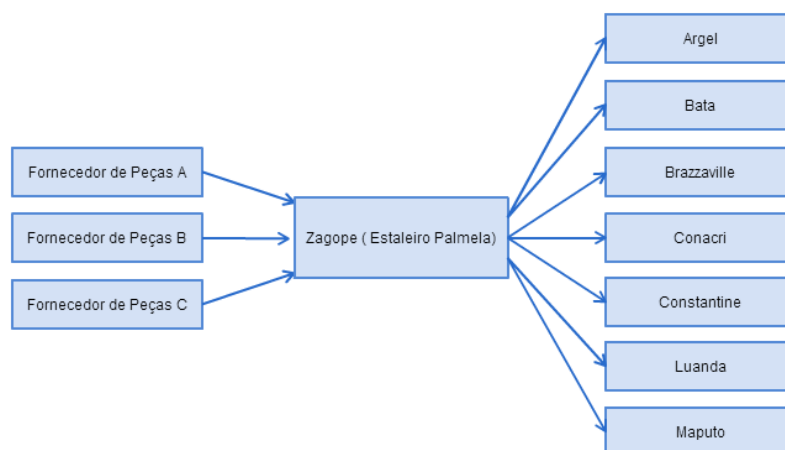 Fornecedor de Peças A
Fornecedor de Peças B
Fornecedor de Peças C
Zagope ( Estaleiro Palmela)
Argel
Bata
Brazzaville
Conacri
Constantine
Luanda
Maputo